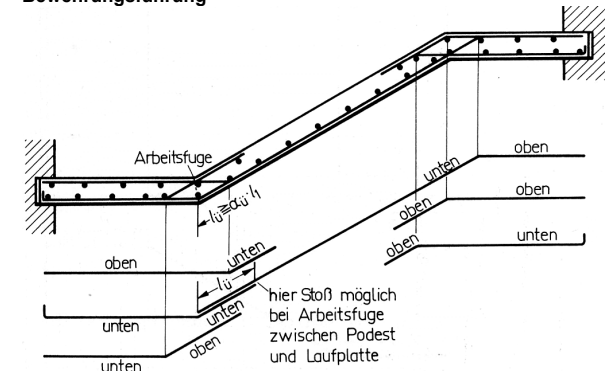 Bewehrungsführung
Arbeitsfuge
lü ≧ αü · l₁
oben
unten
oben
oben
oben
unten
oben
unten
oben
lü
unten
unten
oben
unten
hier Stoß möglich
bei Arbeitsfuge
zwischen Podest
und Laufplatte